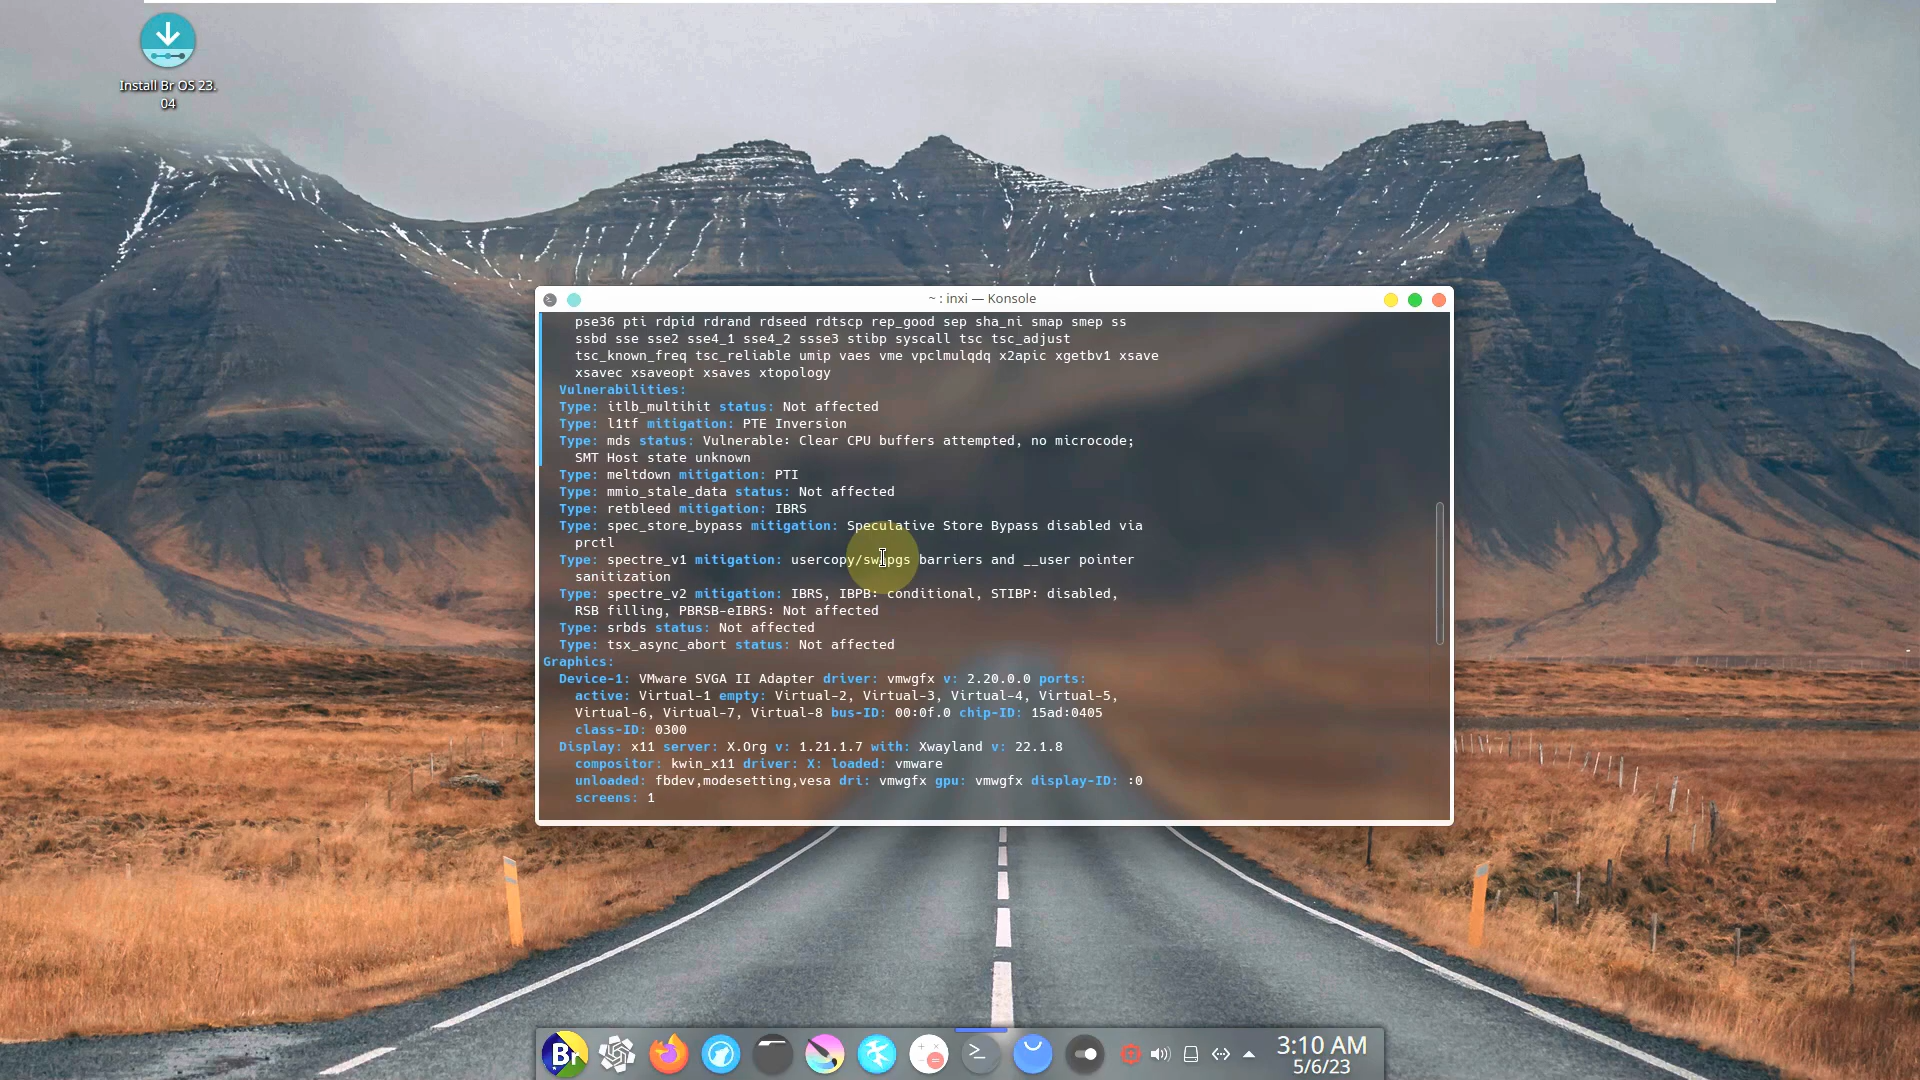 Install Br OS 23.
04
~ : inxi — Konsole
pse36 pti rdpid rdrand rdseed rdtscp rep_good sep sha_ni smap smep ss
ssbd sse sse2 sse4_1 sse4_2 ssse3 stibp syscall tsc tsc_adjust
tsc_known_freq tsc_reliable umip vaes vme vpclmulqdq x2apic xgetbv1 xsave
xsavec xsaveopt xsaves xtopology
Vulnerabilities:
Type: itlb_multihit status: Not affected
Type: l1tf mitigation: PTE Inversion
Type: mds status: Vulnerable: Clear CPU buffers attempted, no microcode;
SMT Host state unknown
Type: meltdown mitigation: PTI
Type: mmio_stale_data status: Not affected
Type: retbleed mitigation: IBRS
Type: spec_store_bypass mitigation: Speculative Store Bypass disabled via
prctl
Type: spectre_v1 mitigation: usercopy/swapgs barriers and __user pointer
sanitization
Type: spectre_v2 mitigation: IBRS, IBPB: conditional, STIBP: disabled,
RSB filling, PBRSB-eIBRS: Not affected
Type: srbds status: Not affected
Type: tsx_async_abort status: Not affected
Graphics:
Device-1: VMware SVGA II Adapter driver: vmwgfx v: 2.20.0.0 ports:
active: Virtual-1 empty: Virtual-2, Virtual-3, Virtual-4, Virtual-5,
Virtual-6, Virtual-7, Virtual-8 bus-ID: 00:0f.0 chip-ID: 15ad:0405
class-ID: 0300
Display: x11 server: X.Org v: 1.21.1.7 with: Xwayland v: 22.1.8
compositor: kwin_x11 driver: X: loaded: vmware
unloaded: fbdev,modesetting,vesa dri: vmwgfx gpu: vmwgfx display-ID: :0
screens: 1
Br
3:10 AM
5/6/23